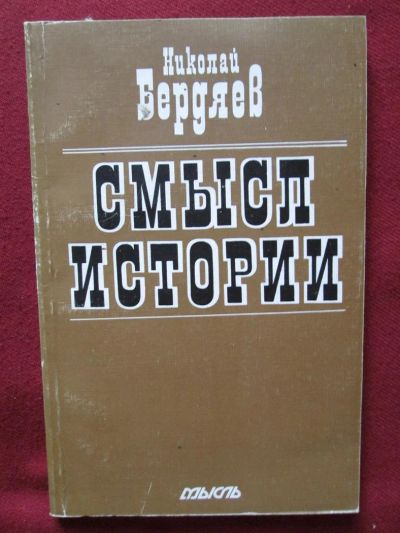 Николай
Бердяев
СМЫСЛ
ИСТОРИИ
мысль